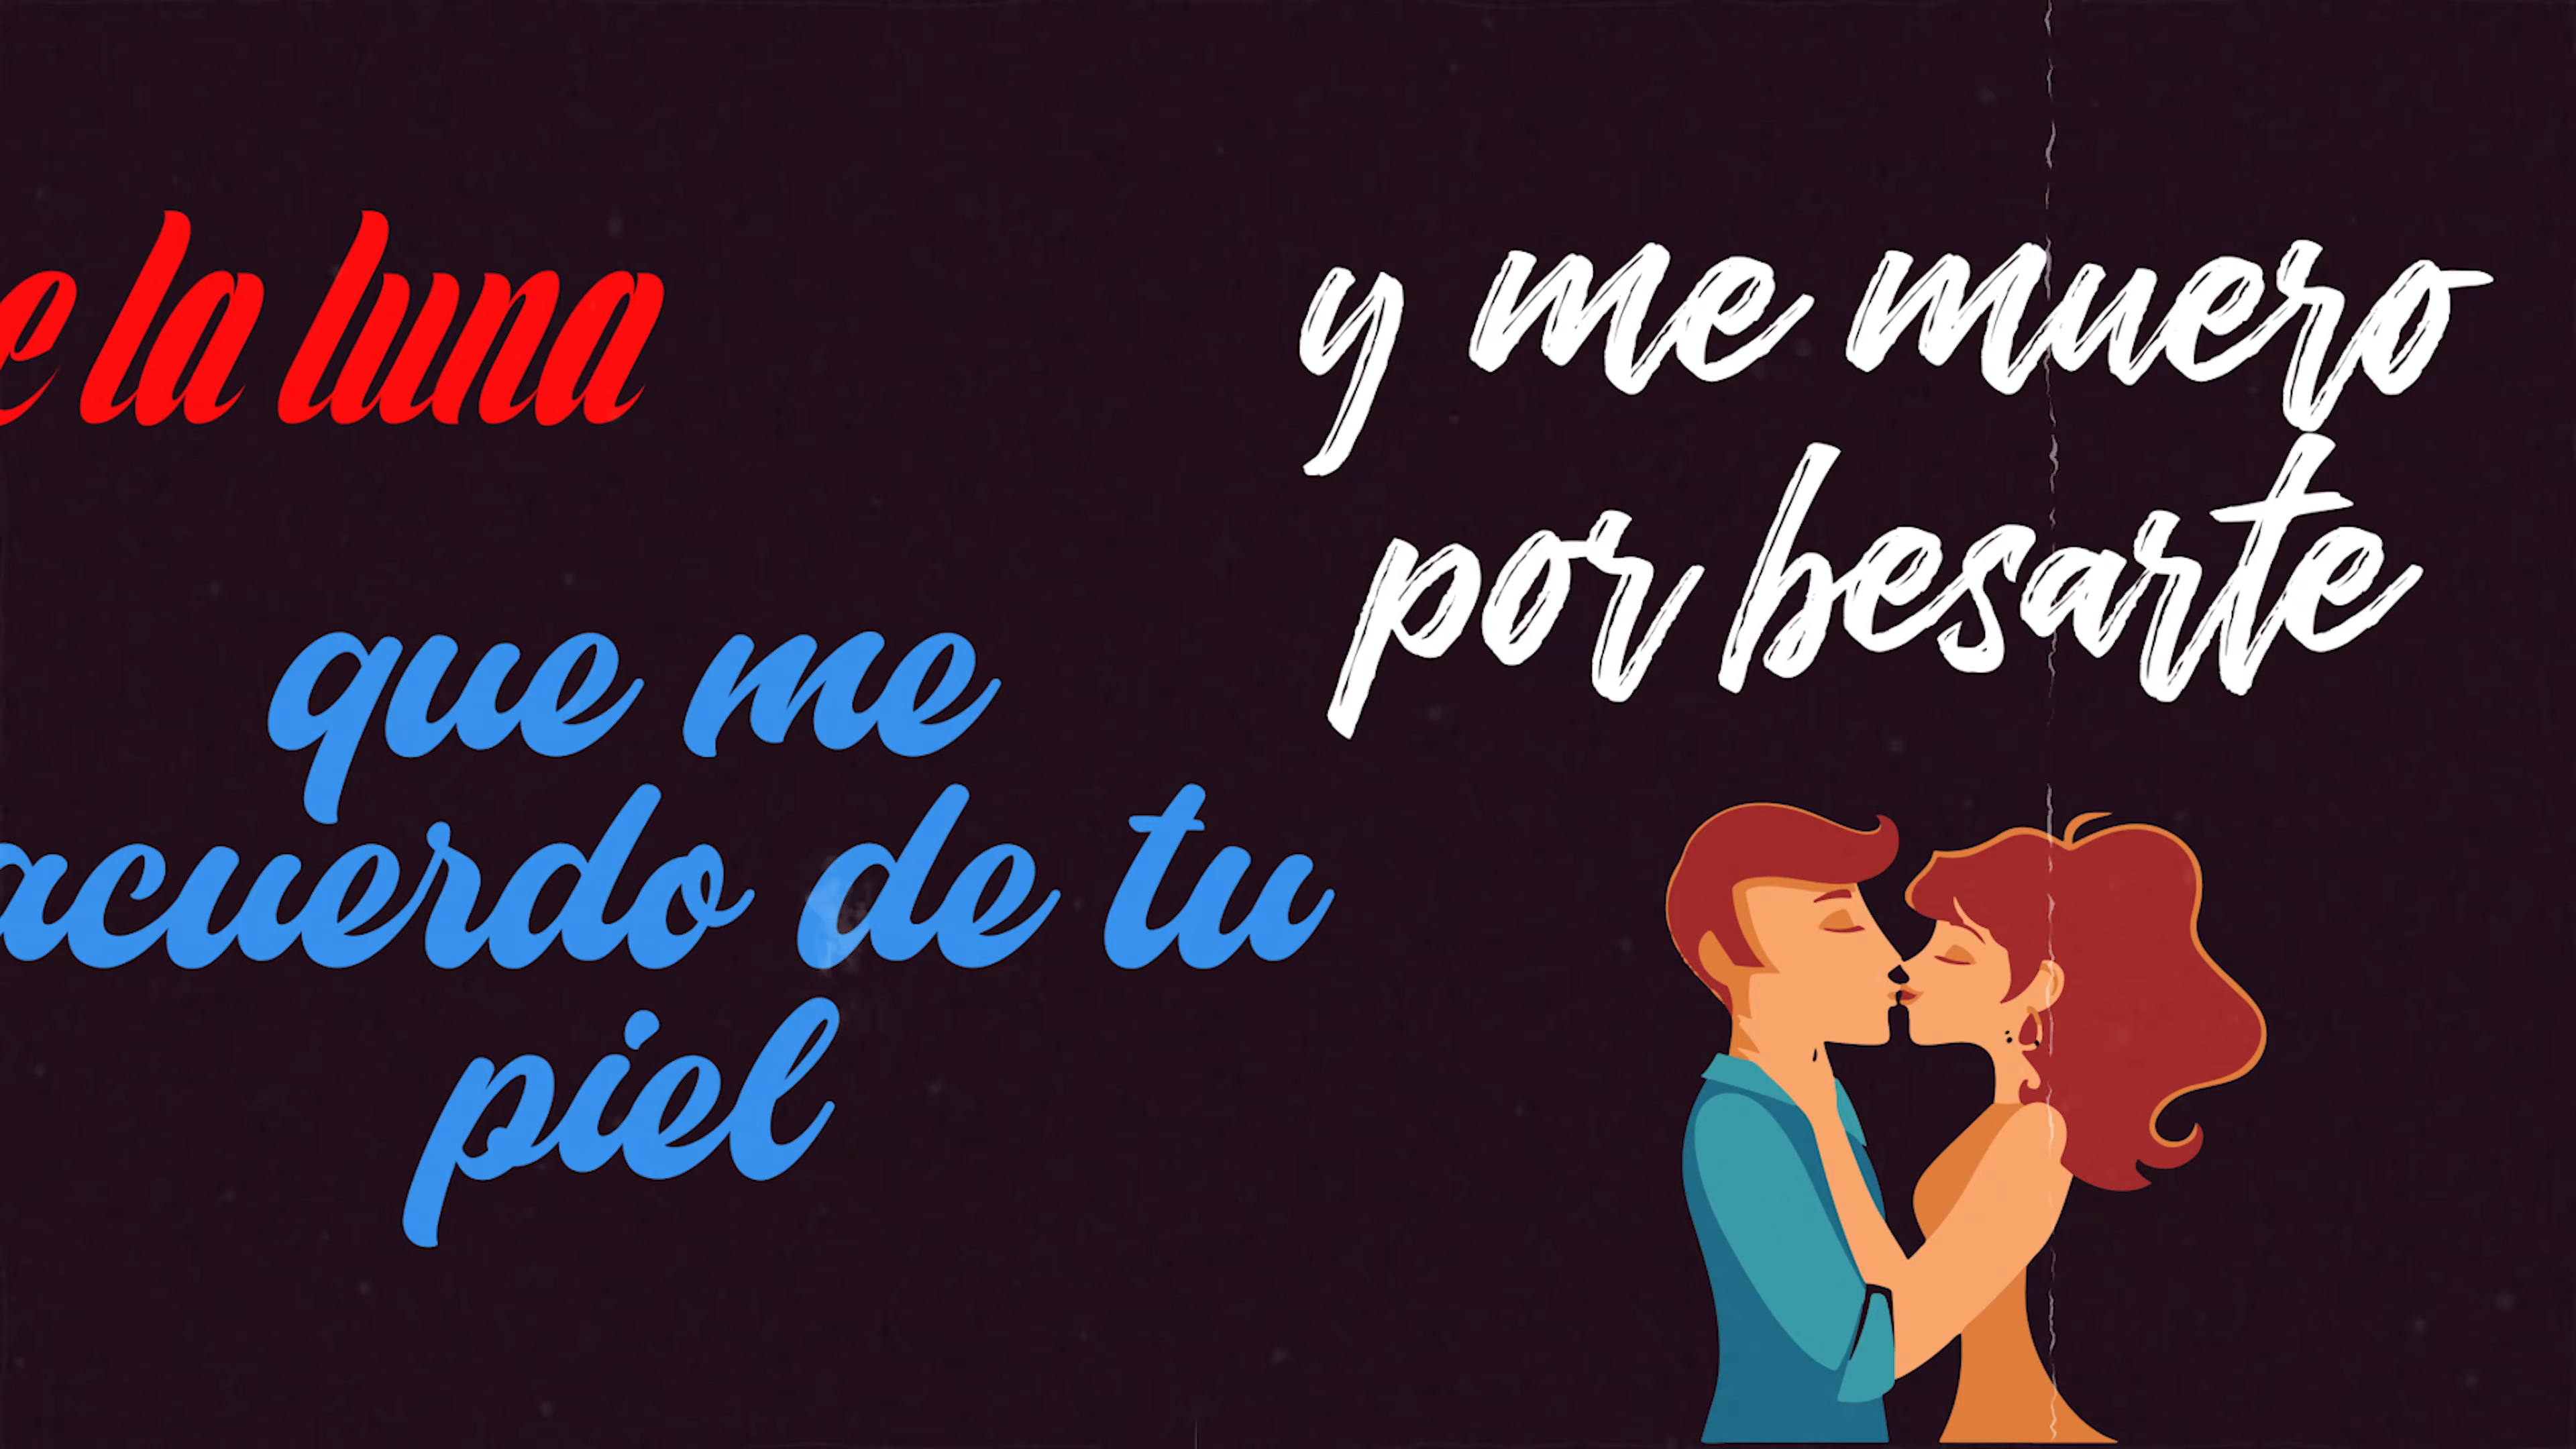 e la luna
que me
acuerdo de tu
piel
y me muero
por besarte